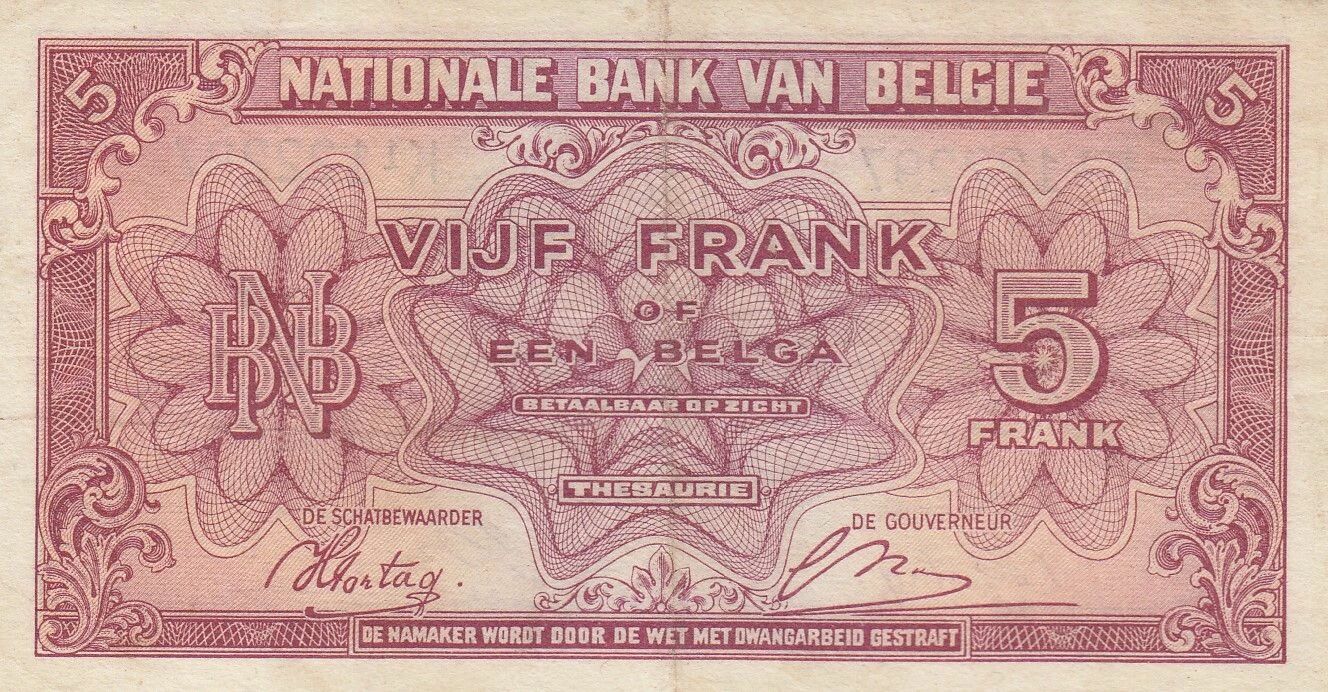 5
5
NATIONALE BANK VAN BELGIE
VIJF FRANK
OF
EEN BELGA
BETAALBAAR OP ZICHT
THESAURIE
BNB
5
FRANK
DE SCHATBEWAARDER
DE GOUVERNEUR
DE NAMAKER WORDT DOOR DE WET MET DWANGARBEID GESTRAFT